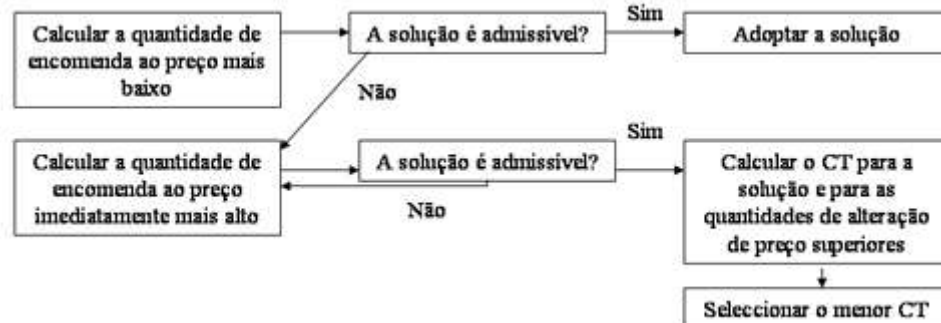 Calcular a quantidade de
encomenda ao preço mais
baixo
A solução é admissível?
Sim
Adoptar a solução
Não
Calcular a quantidade de
encomenda ao preço
imediatamente mais alto
A solução é admissível?
Sim
Não
Calcular o CT para a
solução e para as
quantidades de alteração
de preço superiores
Seleccionar o menor CT